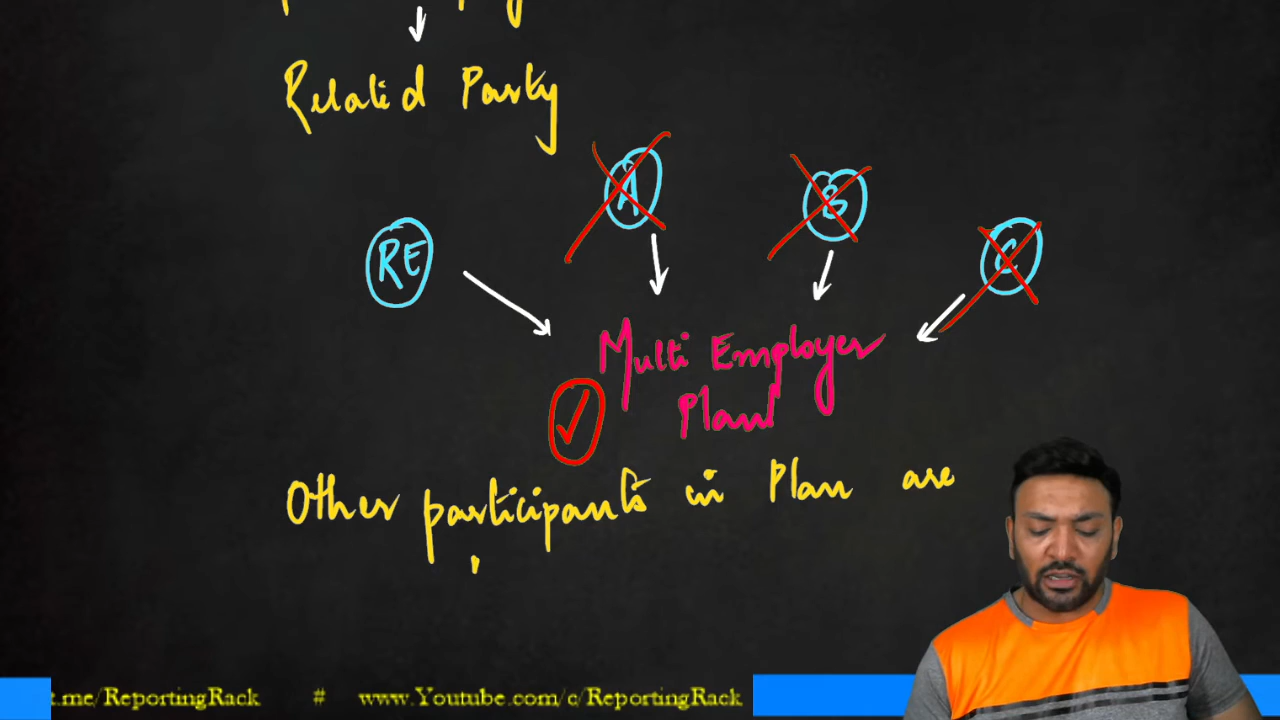 Related Party
A
B
RE
C
Multi Employer
Plan
Other participants in Plan are
t.me/ReportingRack # www.Youtube.com/c/ReportingRack